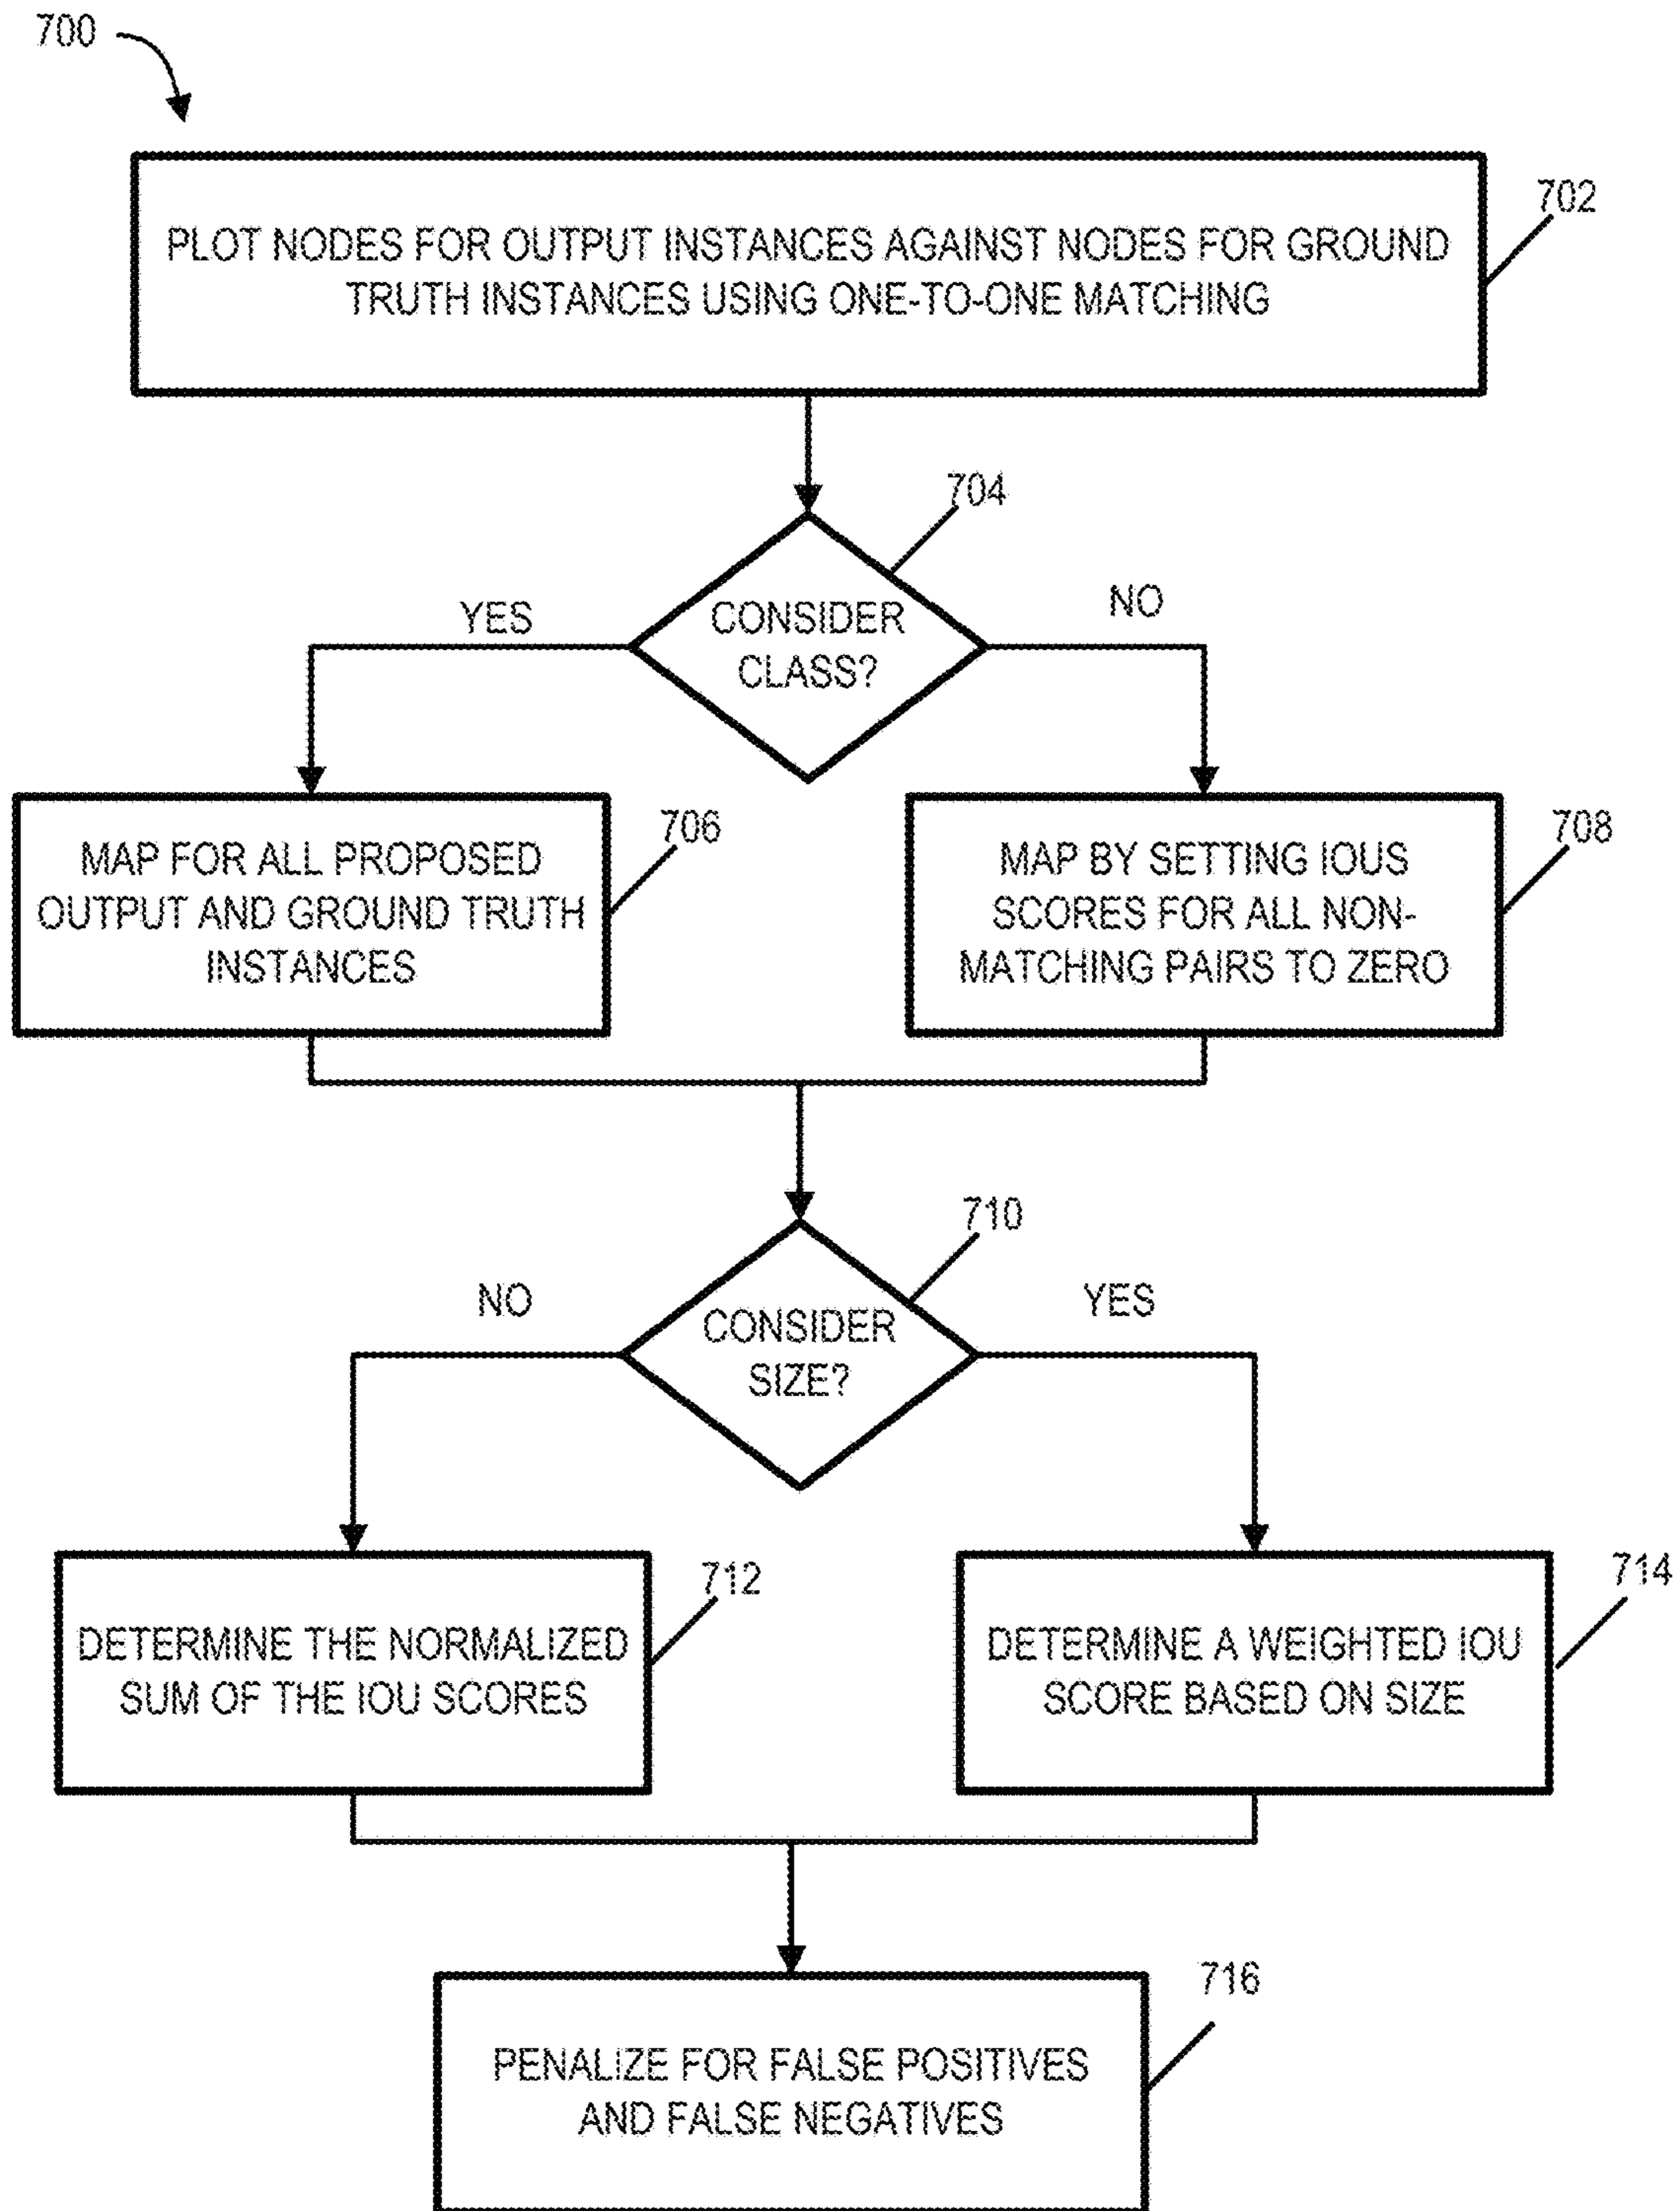 700
702
PLOT NODES FOR OUTPUT INSTANCES AGAINST NODES FOR GROUND
TRUTH INSTANCES USING ONE-TO-ONE MATCHING
704
YES
CONSIDER
CLASS?
NO
706
MAP FOR ALL PROPOSED
OUTPUT AND GROUND TRUTH
INSTANCES
708
MAP BY SETTING IOUS
SCORES FOR ALL NON-
MATCHING PAIRS TO ZERO
710
NO
CONSIDER
SIZE?
YES
712
DETERMINE THE NORMALIZED
SUM OF THE IOU SCORES
714
DETERMINE A WEIGHTED IOU
SCORE BASED ON SIZE
716
PENALIZE FOR FALSE POSITIVES
AND FALSE NEGATIVES